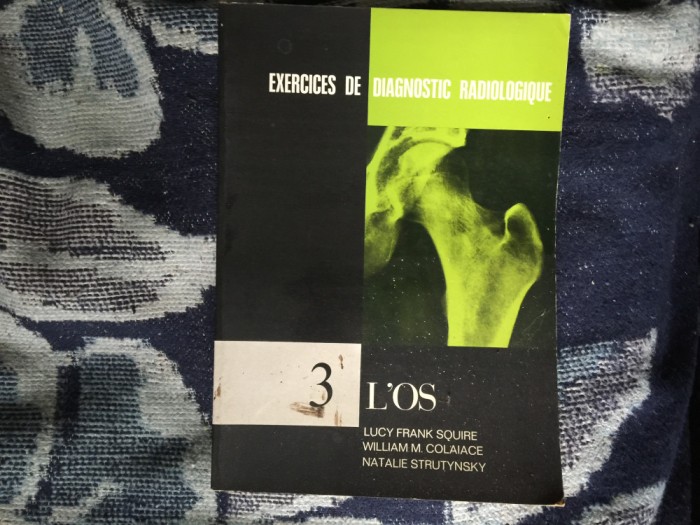 EXERCICES DE DIAGNOSTIC RADIOLOGIQUE
3
L'OS
LUCY FRANK SQUIRE
WILLIAM M. COLAIACE
NATALIE STRUTYNSKY